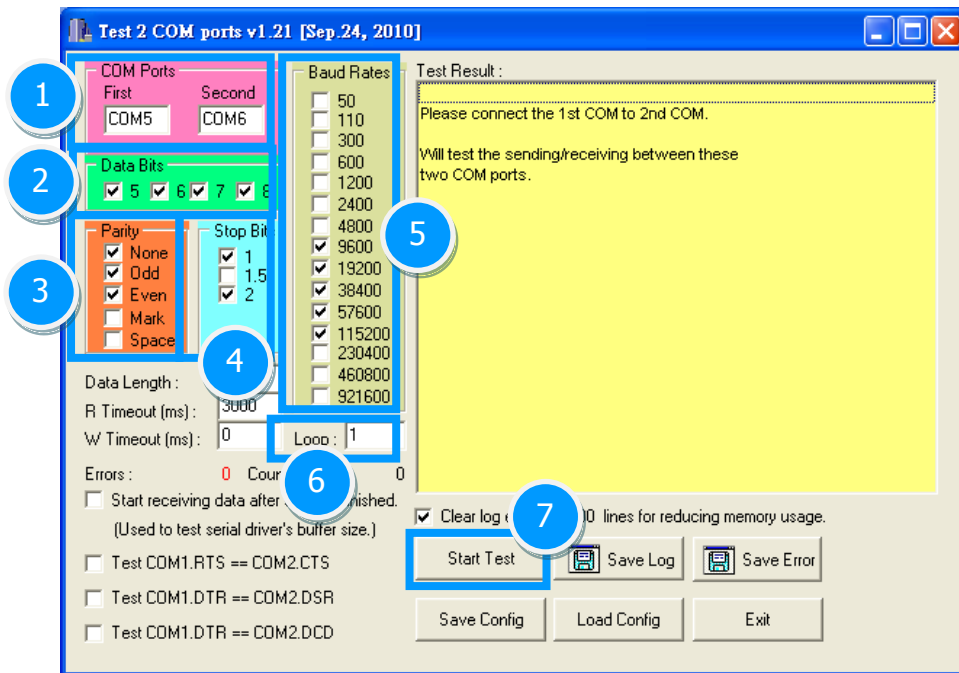 Test 2 COM ports v1.21 [Sep.24, 2010]
1
COM Ports
First Second
COM5 COM6
2
Data Bits
5 6 7 8
3
Parity
None
Odd
Even
Mark
Space
Stop Bit
1
1.5
2
4
Baud Rates
50
110
300
600
1200
2400
4800
9600
19200
38400
57600
115200
230400
460800
921600
5
Data Length :
R Timeout (ms) : 3000
W Timeout (ms) : 0
Loop : 1
6
Errors : 0 0
Start receiving data after
(Used to test serial driver's buffer size.)
Test COM1.RTS == COM2.CTS
Test COM1.DTR == COM2.DSR
Test COM1.DTR == COM2.DCD
Test Result :
Please connect the 1st COM to 2nd COM.
Will test the sending/receiving between these
two COM ports.
Clear log lines for reducing memory usage.
7
Start Test Save Log Save Error
Save Config Load Config Exit